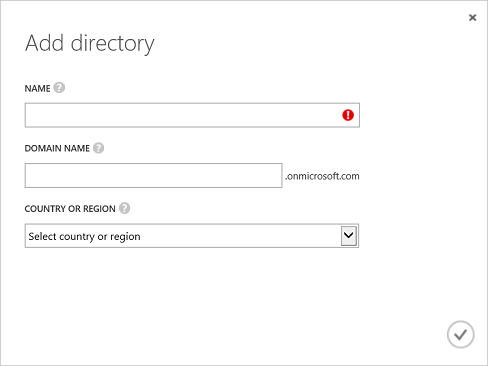 Add directory
NAME ?
!
DOMAIN NAME ?
.onmicrosoft.com
COUNTRY OR REGION ?
Select country or region